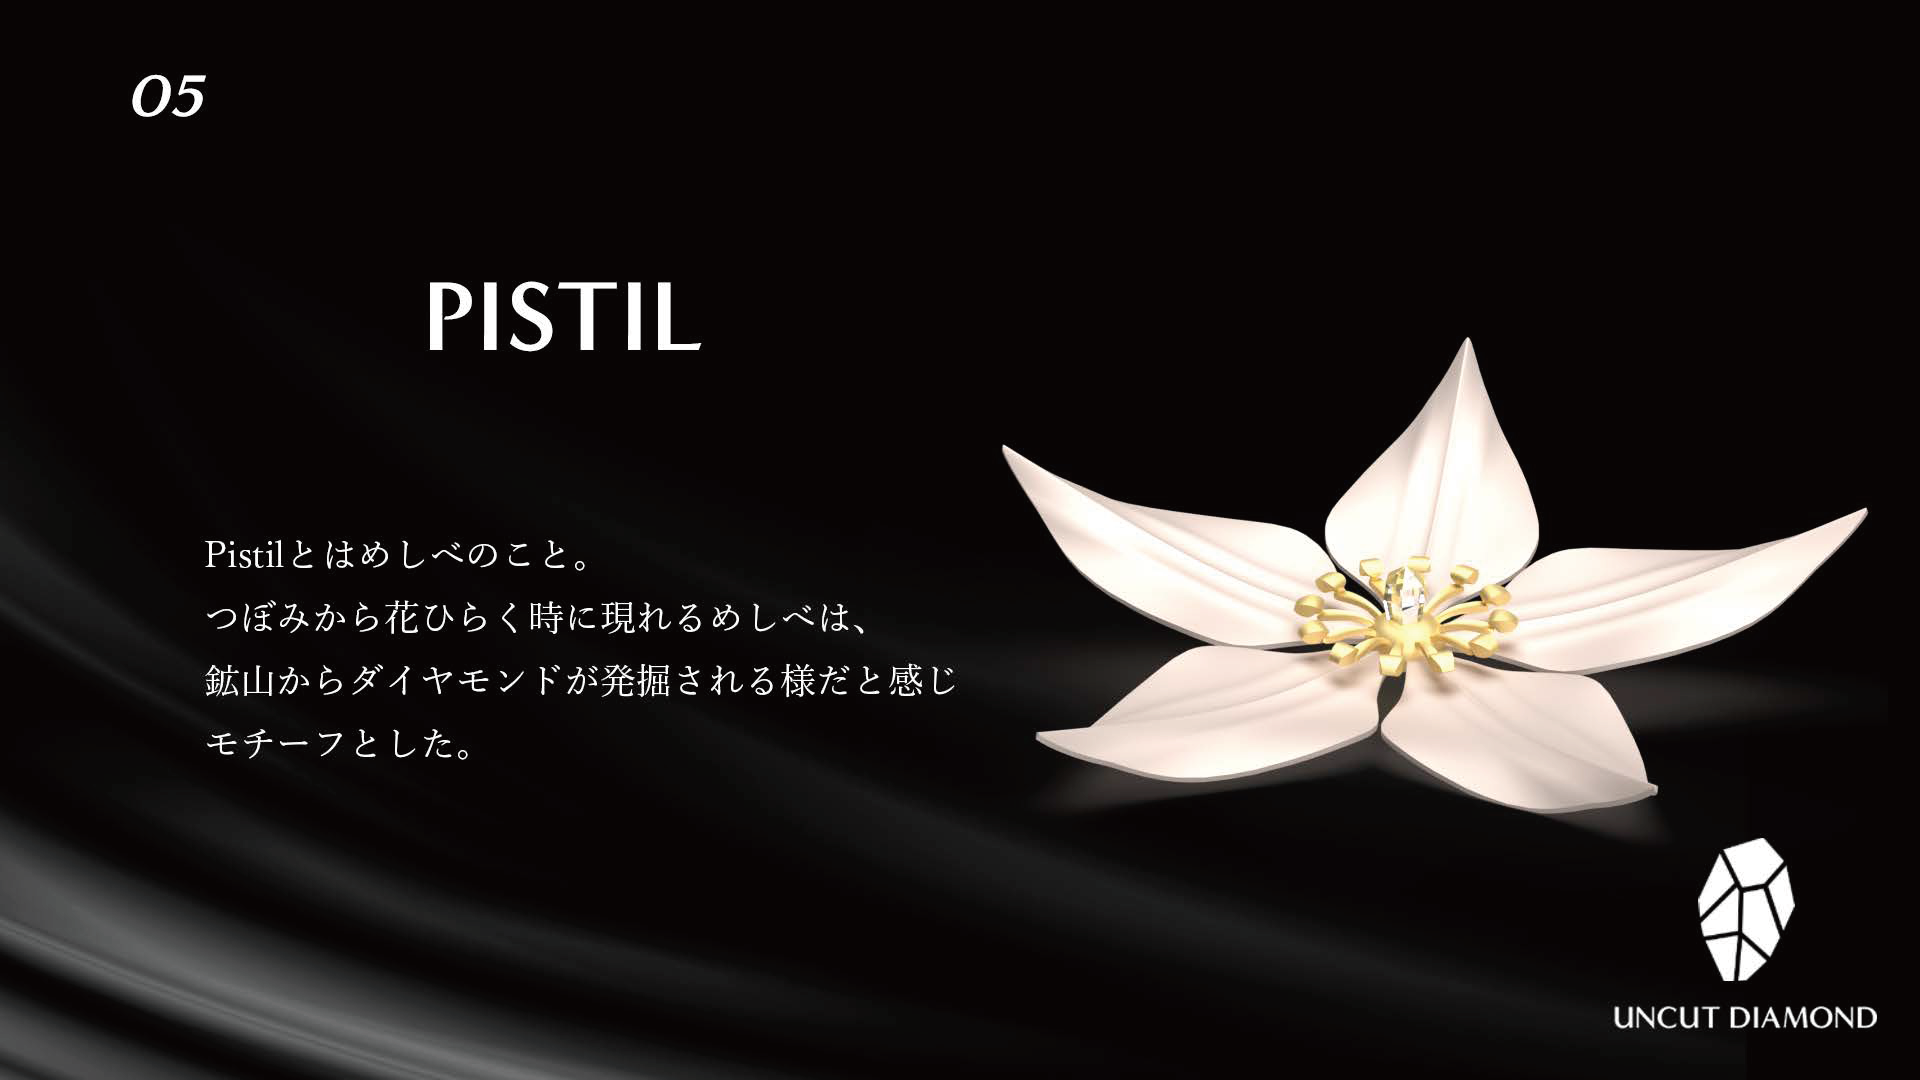 05
PISTIL
Pistilとはめしべのこと。
つぼみから花ひらく時に現れるめしべは、
鉱山からダイヤモンドが発掘される様だと感じ
モチーフとした。
UNCUT DIAMOND